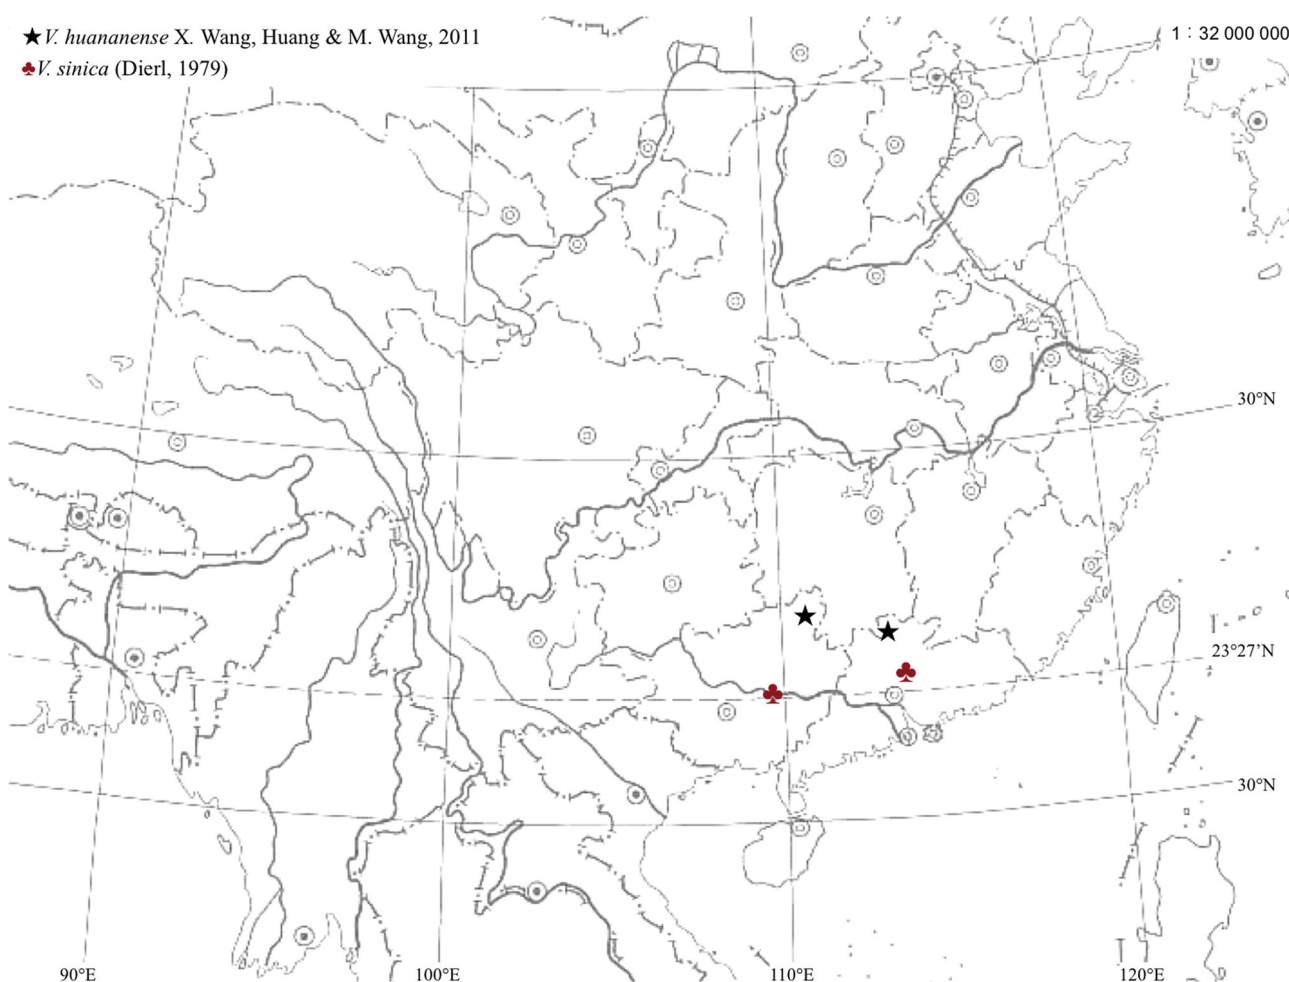 ★V. huananense X. Wang, Huang & M. Wang, 2011
♣V. sinica (Dierl, 1979)
1 : 32 000 000
30°N
23°27’N
30°N
90°E
100°E
110°E
120°E